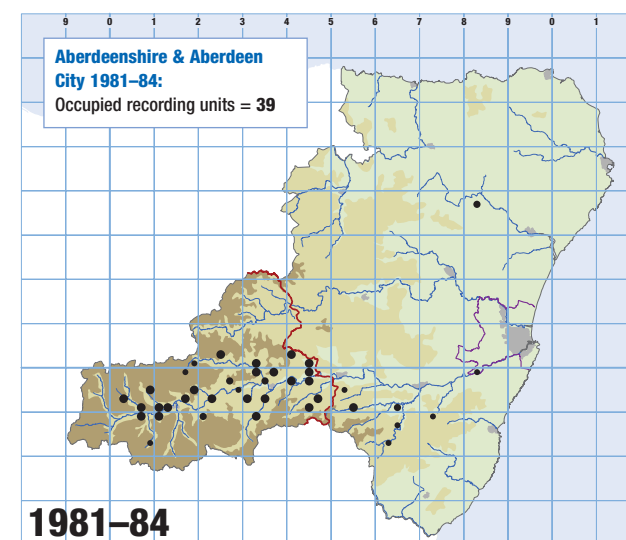 9 0 1 2 3 4 5 6 7 8 9 0 1
Aberdeenshire & Aberdeen
City 1981–84:
Occupied recording units = 39
1981–84